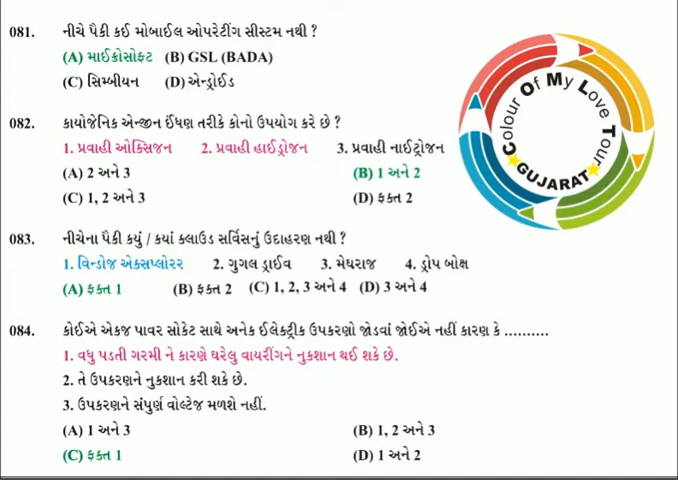 081. નીચે પૈકી કઈ મોબાઈલ ઓપરેટીંગ સીસ્ટમ નથી ?
(A) માઈક્રોસોફ્ટ (B) GSL (BADA)
(C) સિમ્બીયન (D) એન્ડ્રોઈડ
082. કાયોજેનિક એન્જીન ઈંધણ તરીકે કોનો ઉપયોગ કરે છે ?
1. પ્રવાહી ઓક્સિજન 2. પ્રવાહી હાઈડ્રોજન 3. પ્રવાહી નાઈટ્રોજન
(A) 2 અને 3 (B) 1 અને 2
(C) 1, 2 અને 3 (D) ફક્ત 2
083. નીચેના પૈકી કયું / કયાં ક્લાઉડ સર્વિસનું ઉદાહરણ નથી ?
1. વિન્ડોજ એક્સપ્લોરર 2. ગુગલ ડ્રાઈવ 3. મેઘરાજ 4. ડ્રોપ બોક્ષ
(A) ફક્ત 1 (B) ફક્ત 2 (C) 1, 2, 3 અને 4 (D) 3 અને 4
084. કોઈએ એકજ પાવર સોકેટ સાથે અનેક ઈલેક્ટ્રીક ઉપકરણો જોડવાં જોઈએ નહીં કારણ કે ..........
1. વધુ પડતી ગરમી ને કારણે ઘરેલુ વાયરીંગને નુકશાન થઈ શકે છે.
2. તે ઉપકરણને નુકશાન કરી શકે છે.
3. ઉપકરણને સંપુર્ણ વોલ્ટેજ મળશે નહીં.
(A) 1 અને 3 (B) 1, 2 અને 3
(C) ફક્ત 1 (D) 1 અને 2
Colour Of My Love Tour
GUJARAT